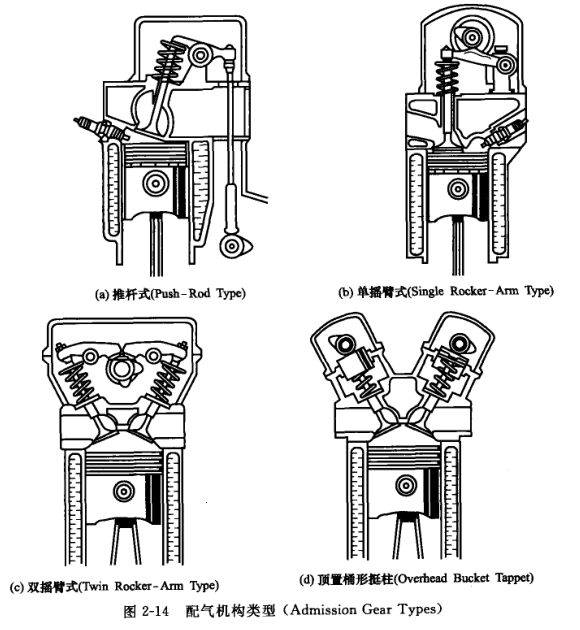 (a) 推杆式(Push-Rod Type)
(b) 单摇臂式(Single Rocker-Arm Type)
(c) 双摇臂式(Twin Rocker-Arm Type)
(d) 顶置桶形挺柱(Overhead Bucket Tappet)
图 2-14 配气机构类型(Admission Gear Types)